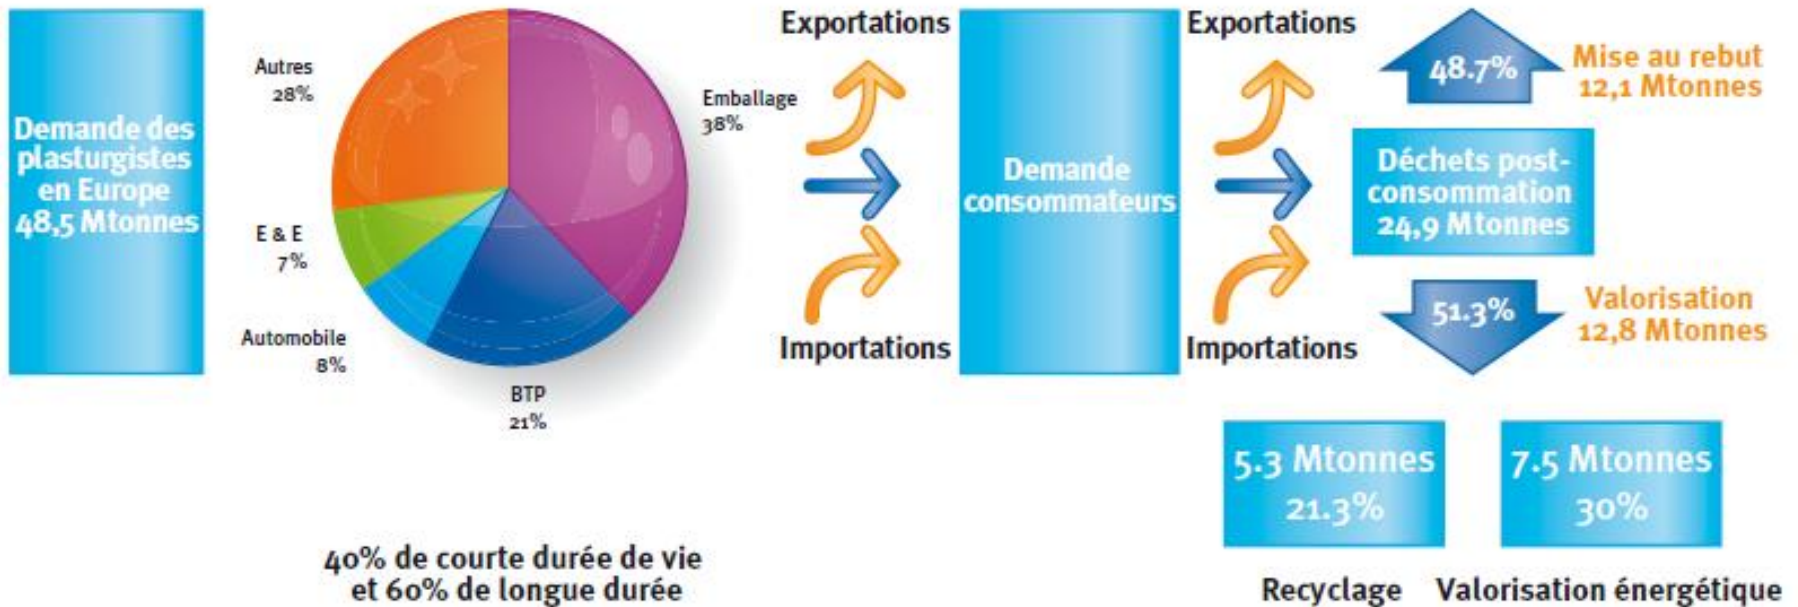 Demande des
plasturgistes
en Europe
48,5 Mtonnes
Autres
28%
Emballage
38%
E & E
7%
Automobile
8%
BTP
21%
40% de courte durée de vie
et 60% de longue durée
Exportations
Importations
Demande
consommateurs
Exportations
Importations
48.7%
Mise au rebut
12,1 Mtonnes
Déchets post-
consommation
24,9 Mtonnes
51.3%
Valorisation
12,8 Mtonnes
5.3 Mtonnes
21.3%
Recyclage
7.5 Mtonnes
30%
Valorisation énergétique